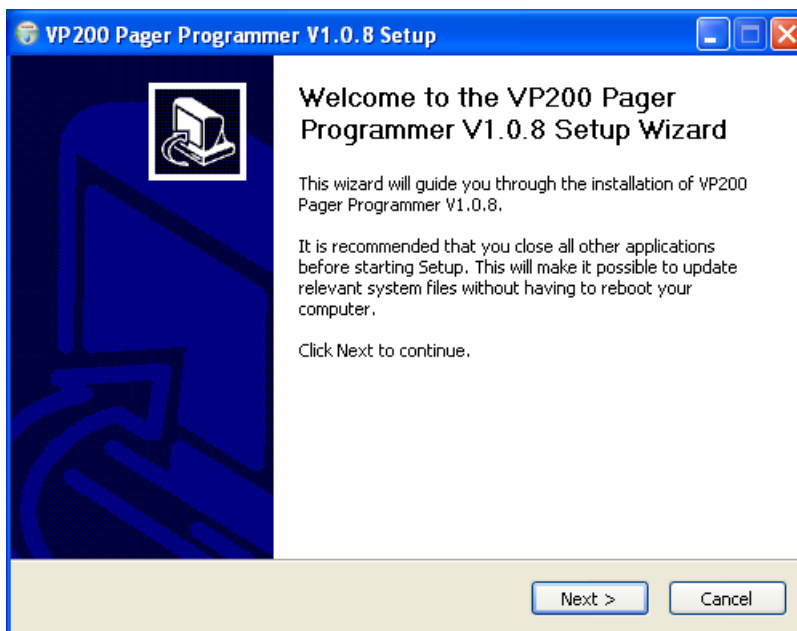 VP200 Pager Programmer V1.0.8 Setup
Welcome to the VP200 Pager
Programmer V1.0.8 Setup Wizard
This wizard will guide you through the installation of VP200
Pager Programmer V1.0.8.
It is recommended that you close all other applications
before starting Setup. This will make it possible to update
relevant system files without having to reboot your
computer.
Click Next to continue.
Next >
Cancel